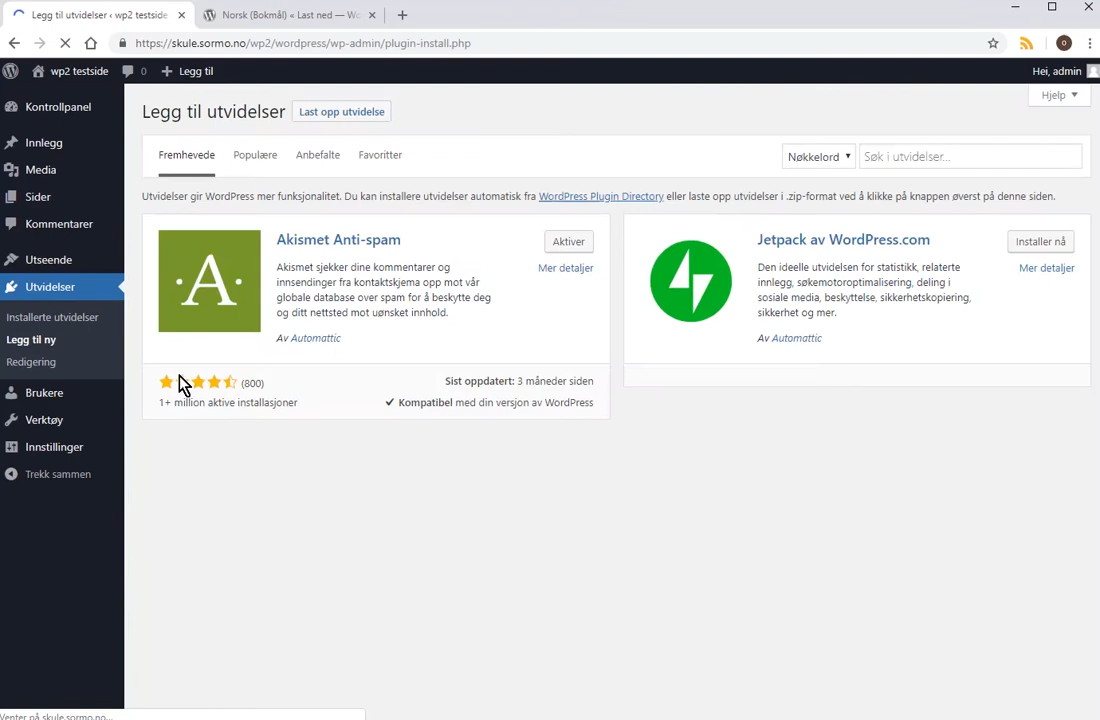 Legg til utvidelser ‹ wp2 testside
Norsk (Bokmål) « Last ned — Wo
https://skule.sormo.no/wp2/wordpress/wp-admin/plugin-install.php
wp2 testside
0
Legg til
Hei, admin
Kontrollpanel
Innlegg
Media
Sider
Kommentarer
Utseende
Utvidelser
Installerte utvidelser
Legg til ny
Redigering
Brukere
Verktøy
Innstillinger
Trekk sammen
Hjelp
Legg til utvidelser
Last opp utvidelse
Fremhevede
Populære
Anbefalte
Favoritter
Nøkkelord
Søk i utvidelser...
Utvidelser gir WordPress mer funksjonalitet. Du kan installere utvidelser automatisk fra WordPress Plugin Directory eller laste opp utvidelser i .zip-format ved å klikke på knappen øverst på denne siden.
A
Akismet Anti-spam
Aktiver
Mer detaljer
Akismet sjekker dine kommentarer og
innsendinger fra kontaktskjema opp mot vår
globale database over spam for å beskytte deg
og ditt nettsted mot uønsket innhold.
Av Automattic
(800)
1+ million aktive installasjoner
Sist oppdatert: 3 måneder siden
Kompatibel med din versjon av WordPress
Jetpack av WordPress.com
Installer nå
Mer detaljer
Den ideelle utvidelsen for statistikk, relaterte
innlegg, søkemotoroptimalisering, deling i
sosiale media, beskyttelse, sikkerhetskopiering,
sikkerhet og mer.
Av Automattic
Venter på skule.sormo.no...